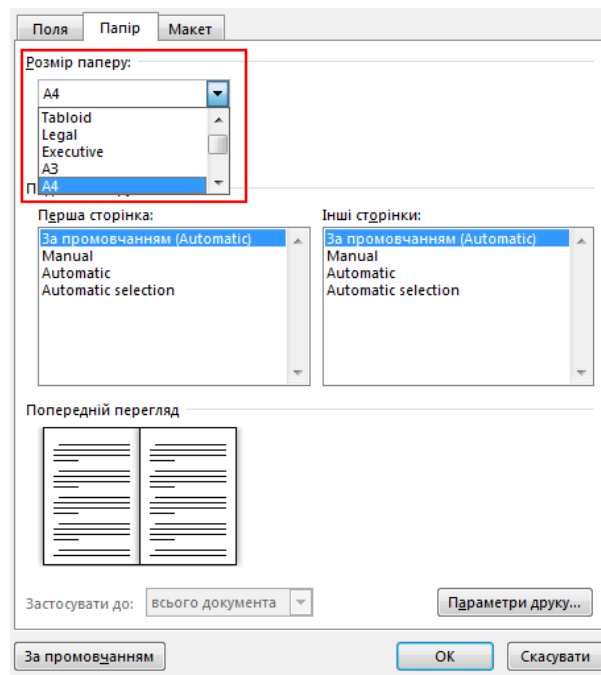 Поля Папір Макет
Розмір паперу:
A4
Tabloid
Legal
Executive
A3
A4
Перша сторінка:
За промовчанням (Automatic)
Manual
Automatic
Automatic selection
Інші сторінки:
За промовчанням (Automatic)
Manual
Automatic
Automatic selection
Попередній перегляд
Застосувати до: всього документа
Параметри друку...
За промовчанням
ОК
Скасувати